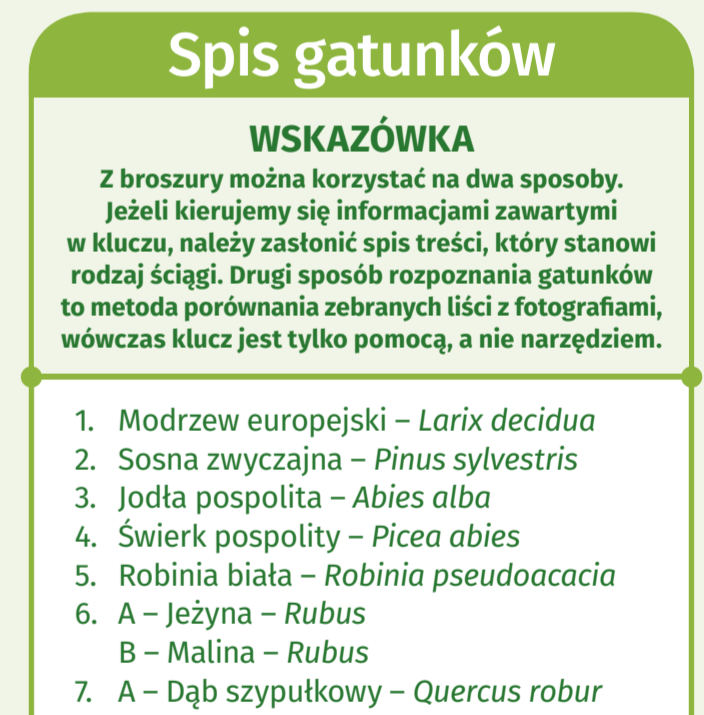 Spis gatunków
WSKAZÓWKA
Z broszury można korzystać na dwa sposoby.
Jeżeli kierujemy się informacjami zawartymi
w kluczu, należy zasłonić spis treści, który stanowi
rodzaj ściągi. Drugi sposób rozpoznania gatunków
to metoda porównania zebranych liści z fotografiami,
wówczas klucz jest tylko pomocą, a nie narzędziem.
1. Modrzew europejski – Larix decidua
2. Sosna zwyczajna – Pinus sylvestris
3. Jodła pospolita – Abies alba
4. Świerk pospolity – Picea abies
5. Robinia biała – Robinia pseudoacacia
6. A – Jeżyna – Rubus
B – Malina – Rubus
7. A – Dąb szypułkowy – Quercus robur